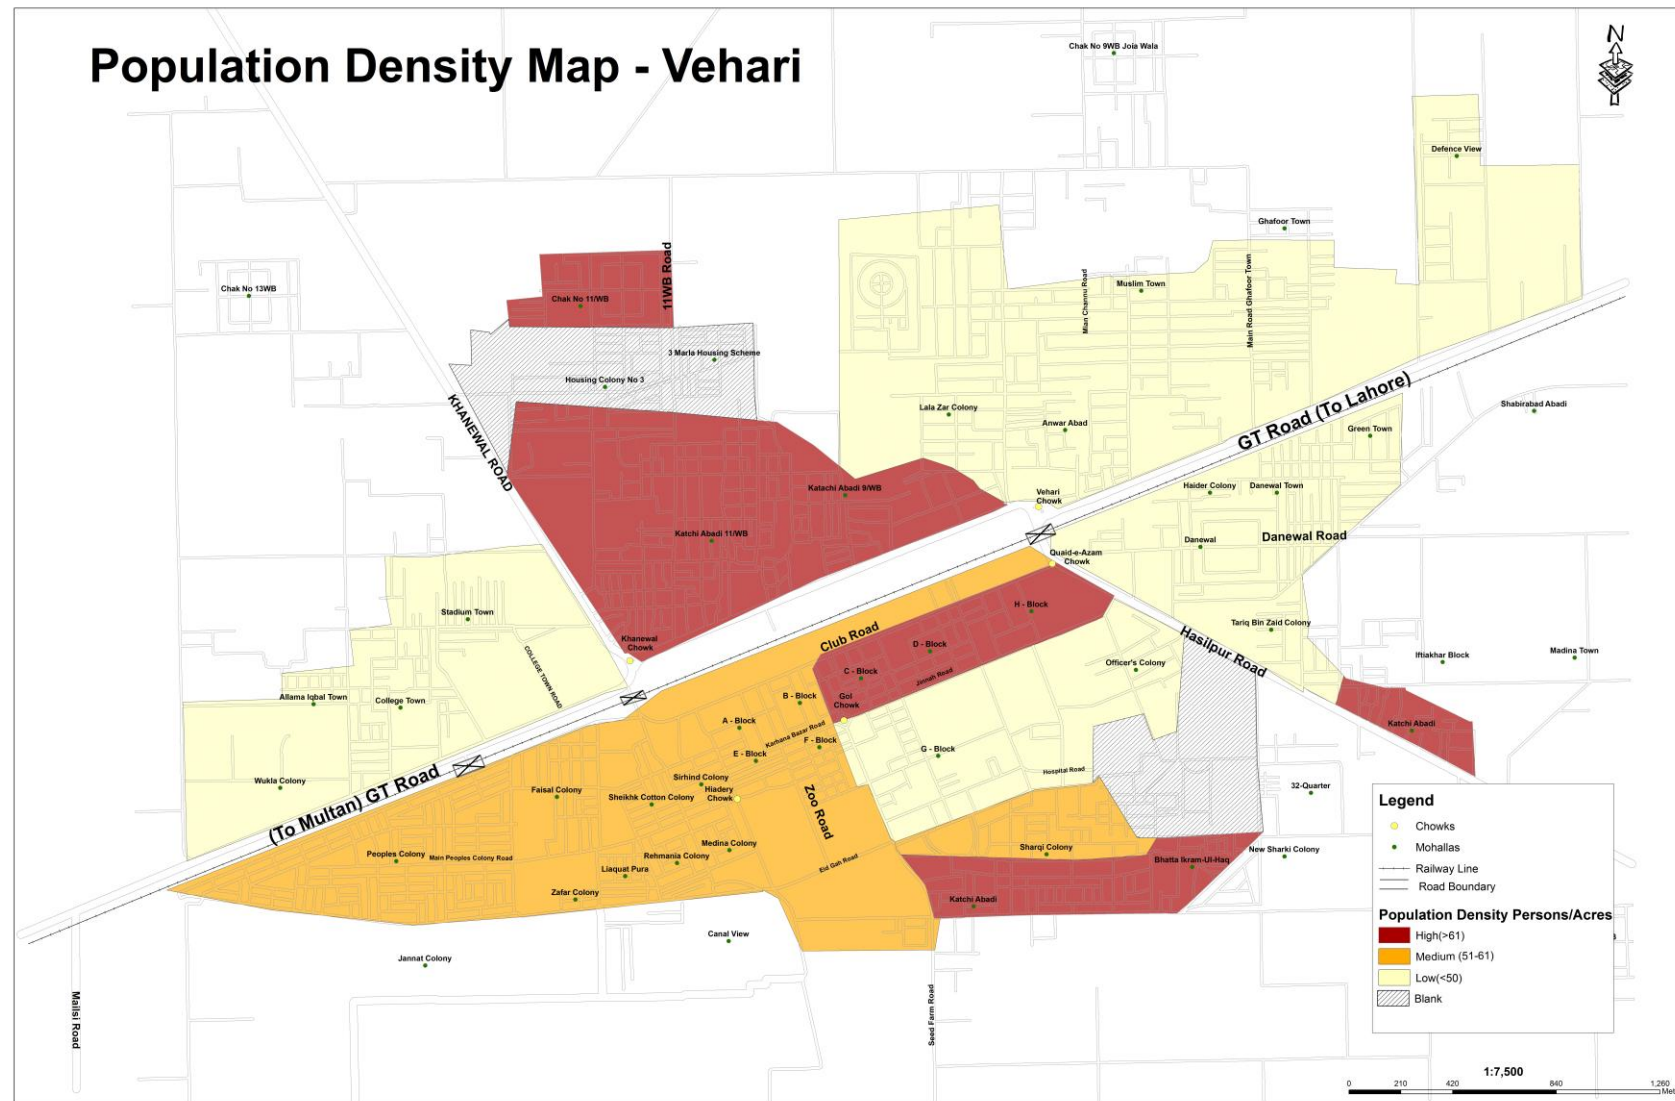 Population Density Map - Vehari
N
Chak No 9WB Joia Wala
Defence View
Ghafoor Town
Chak No 13WB
11WB Road
Chak No 11/WB
Mian Channu Road
Muslim Town
Main Road Ghafoor Town
3 Marla Housing Scheme
Housing Colony No 3
KHANEWAL ROAD
Lala Zar Colony
Anwar Abad
GT Road (To Lahore)
Green Town
Shabirabad Abadi
Katachi Abadi 9/WB
Vehari
Chowk
Haider Colony
Danewal Town
Katchi Abadi 11/WB
Danewal
Danewal Road
Quaid-e-Azam
Chowk
Stadium Town
H - Block
Tariq Bin Zaid Colony
Khanewal
Chowk
Club Road
D - Block
Hasilpur Road
Iftiakhar Block
Madina Town
COLLEGE TOWN ROAD
C - Block
Jinnah Road
Officer's Colony
Allama Iqbal Town
College Town
B - Block
Gol
Chowk
A - Block
Karhana Bazar Road
F - Block
Katchi Abadi
E - Block
G - Block
Hospital Road
Wukla Colony
Sirhind Colony
Faisal Colony
Hiadery
Chowk
Sheikhk Cotton Colony
Zoo Road
32-Quarter
(To Multan) GT Road
Peoples Colony
Main Peoples Colony Road
Medina Colony
Rehmania Colony
Liaquat Pura
Eid Gah Road
Sharqi Colony
Bhatta Ikram-Ul-Haq
New Sharki Colony
Zafar Colony
Katchi Abadi
Canal View
Jannat Colony
Mailsi Road
Seed Farm Road
Legend
Chowks
Mohallas
Railway Line
Road Boundary
Population Density Persons/Acres
High(>61)
Medium (51-61)
Low(<50)
Blank
1:7,500
0 210 420 840 1,260